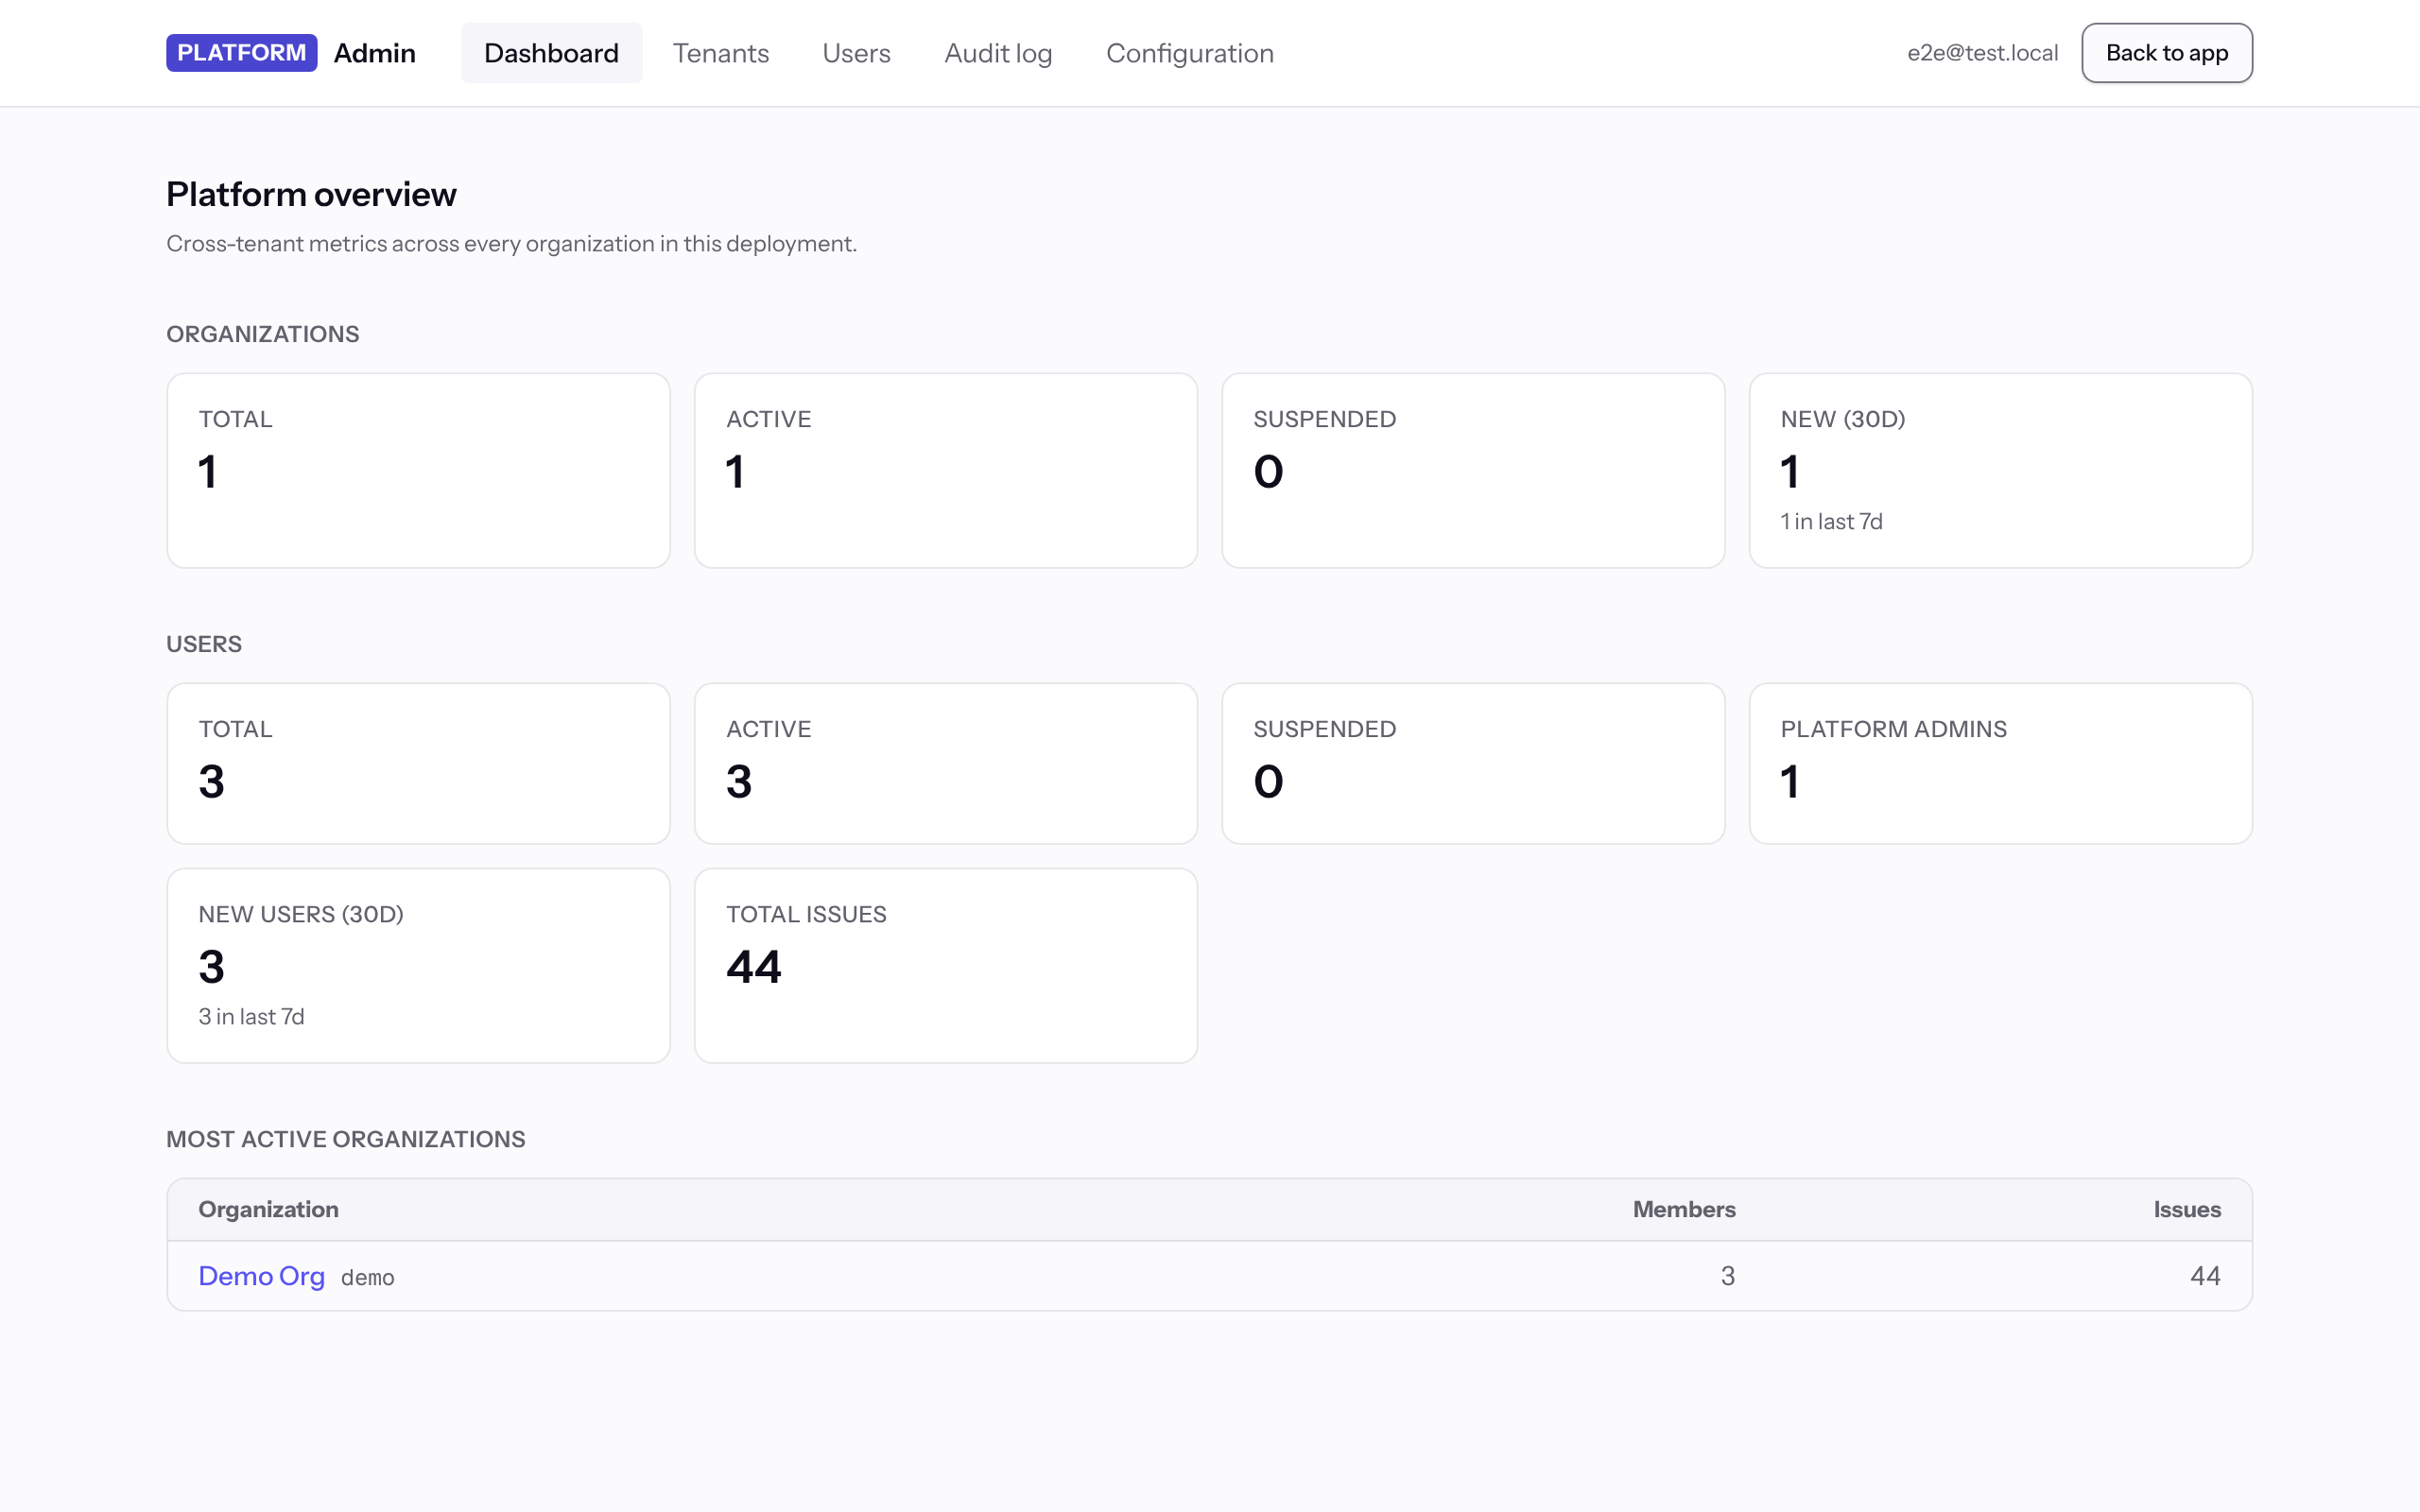 PLATFORM Admin Dashboard Tenants Users Audit log Configuration e2e@test.local Back to app
Platform overview
Cross-tenant metrics across every organization in this deployment.
ORGANIZATIONS
TOTAL
1
ACTIVE
1
SUSPENDED
0
NEW (30D)
1
1 in last 7d
USERS
TOTAL
3
ACTIVE
3
SUSPENDED
0
PLATFORM ADMINS
1
NEW USERS (30D)
3
3 in last 7d
TOTAL ISSUES
44
MOST ACTIVE ORGANIZATIONS
Organization Members Issues
Demo Org demo 3 44